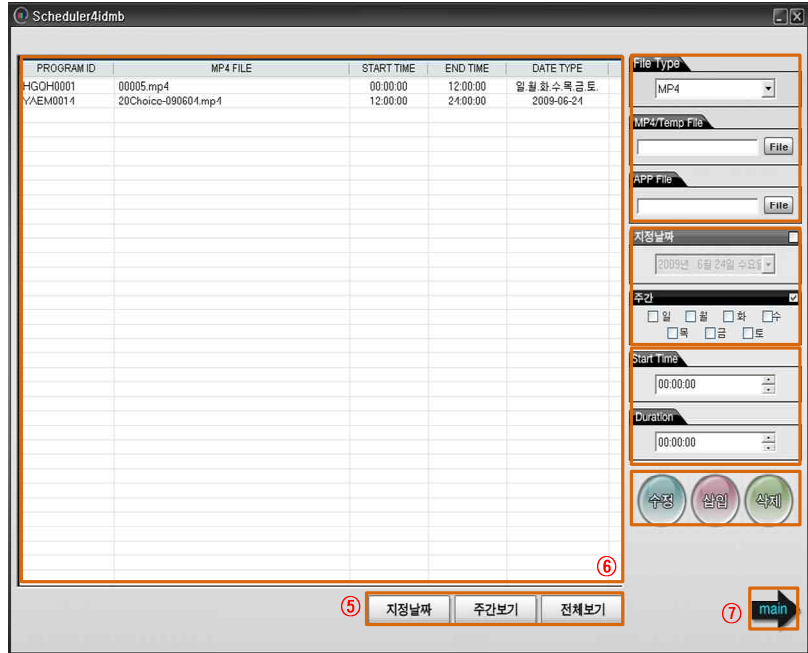 Scheduler4idmb
PROGRAM ID MP4 FILE START TIME END TIME DATE TYPE
HGOH0001 00005.mp4 00:00:00 12:00:00 일.월.화.수.목.금.토.
YAEM0014 20Choice-090604.mp4 12:00:00 24:00:00 2009-06-24
File Type
MP4
MP4/Temp File
File
APP File
File
지정날짜
2009년 6월 24일 수요일
주간
일 월 화 수
목 금 토
Start Time
00:00:00
Duration
00:00:00
수정 삽입 삭제
⑥
⑤ 지정날짜 주간보기 전체보기
⑦ main